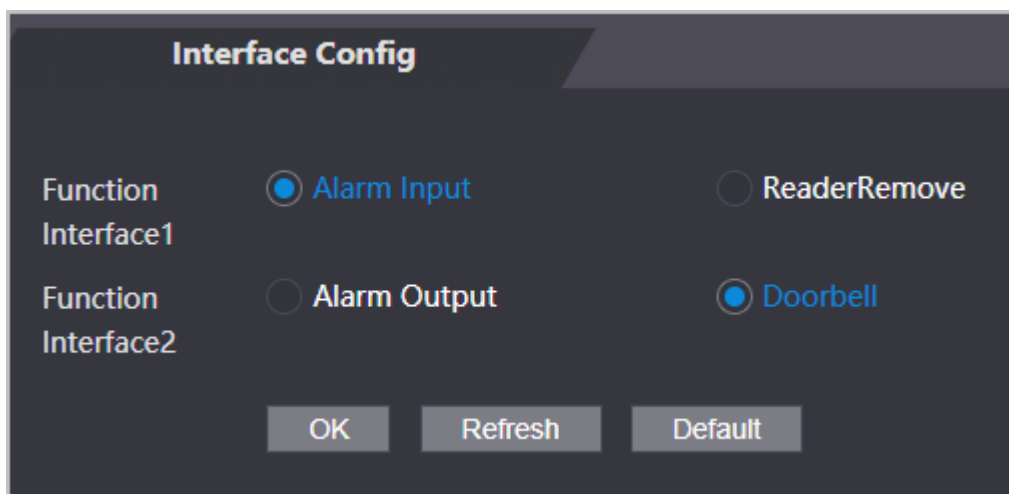 Interface Config
Function Interface1
Alarm Input
ReaderRemove
Function Interface2
Alarm Output
Doorbell
OK
Refresh
Default